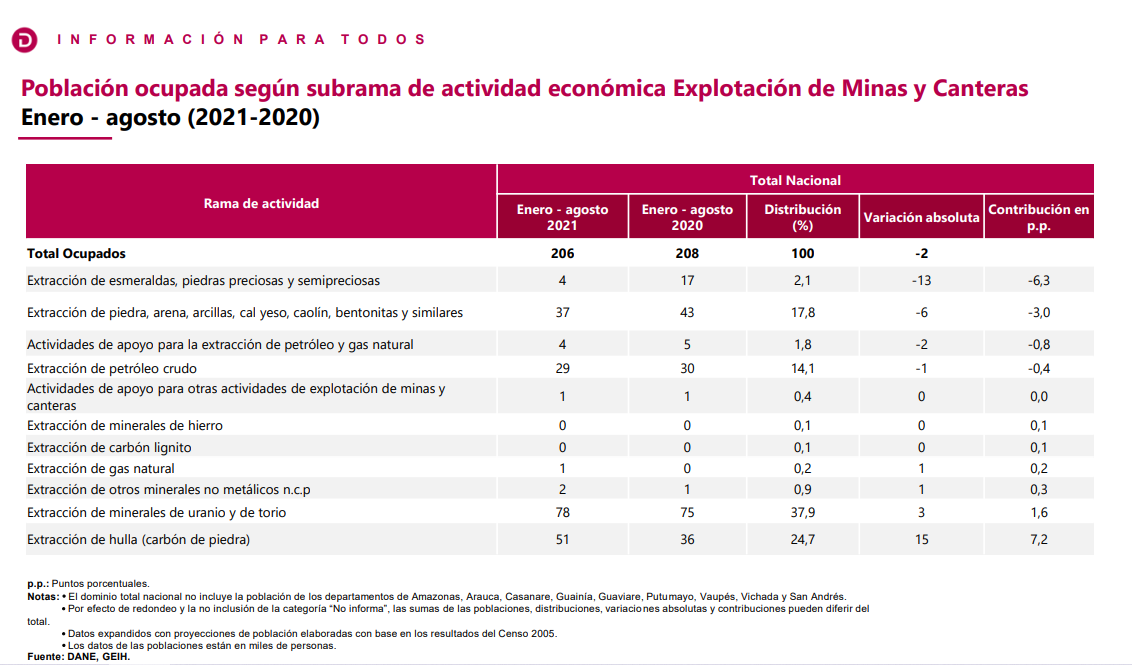 INFORMACIÓN PARA TODOS
Población ocupada según subrama de actividad económica Explotación de Minas y Canteras
Enero - agosto (2021-2020)
Rama de actividad
Total Nacional
Enero - agosto 2021
Enero - agosto 2020
Distribución (%)
Variación absoluta
Contribución en p.p.
Total Ocupados 206 208 100 -2
Extracción de esmeraldas, piedras preciosas y semipreciosas 4 17 2,1 -13 -6,3
Extracción de piedra, arena, arcillas, cal yeso, caolín, bentonitas y similares 37 43 17,8 -6 -3,0
Actividades de apoyo para la extracción de petróleo y gas natural 4 5 1,8 -2 -0,8
Extracción de petróleo crudo 29 30 14,1 -1 -0,4
Actividades de apoyo para otras actividades de explotación de minas y
canteras 1 1 0,4 0 0,0
Extracción de minerales de hierro 0 0 0,1 0 0,1
Extracción de carbón lignito 0 0 0,1 0 0,1
Extracción de gas natural 1 0 0,2 1 0,2
Extracción de otros minerales no metálicos n.c.p 2 1 0,9 1 0,3
Extracción de minerales de uranio y de torio 78 75 37,9 3 1,6
Extracción de hulla (carbón de piedra) 51 36 24,7 15 7,2
p.p.: Puntos porcentuales.
Notas: • El dominio total nacional no incluye la población de los departamentos de Amazonas, Arauca, Casanare, Guainía, Guaviare, Putumayo, Vaupés, Vichada y San Andrés.
• Por efecto de redondeo y la no inclusión de la categoría "No informa", las sumas de las poblaciones, distribuciones, variaciones absolutas y contribuciones pueden diferir del
total.
• Datos expandidos con proyecciones de población elaboradas con base en los resultados del Censo 2005.
• Los datos de las poblaciones están en miles de personas.
Fuente: DANE, GEIH.